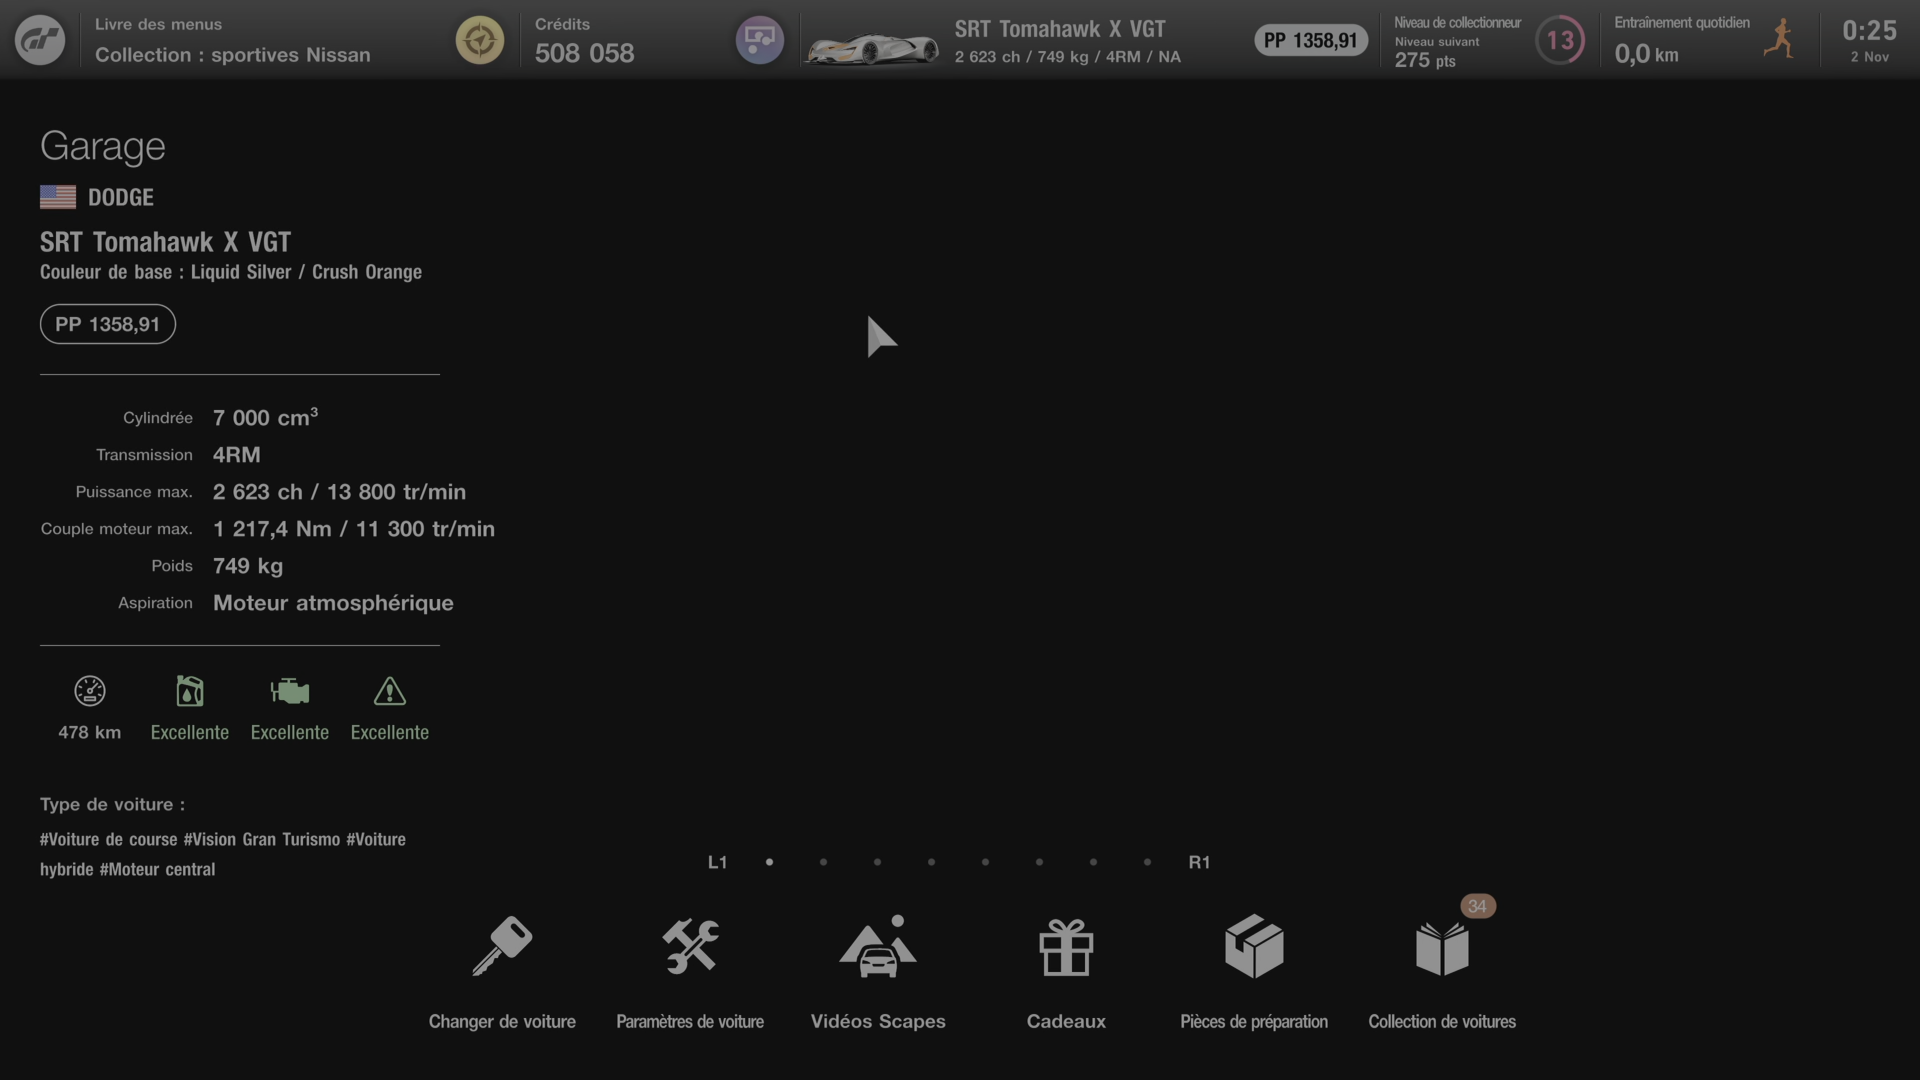 Livre des menus
Collection : sportives Nissan
Crédits
508 058
SRT Tomahawk X VGT
2 623 ch / 749 kg / 4RM / NA
PP 1358,91
Niveau de collectionneur
Niveau suivant
275 pts
13
Entraînement quotidien
0,0 km
0:25
2 Nov
Garage
DODGE
SRT Tomahawk X VGT
Couleur de base : Liquid Silver / Crush Orange
PP 1358,91
Cylindrée 7 000 cm³
Transmission 4RM
Puissance max. 2 623 ch / 13 800 tr/min
Couple moteur max. 1 217,4 Nm / 11 300 tr/min
Poids 749 kg
Aspiration Moteur atmosphérique
478 km Excellente Excellente Excellente
Type de voiture :
#Voiture de course #Vision Gran Turismo #Voiture
hybride #Moteur central
L1 R1
34
Changer de voiture Paramètres de voiture Vidéos Scapes Cadeaux Pièces de préparation Collection de voitures